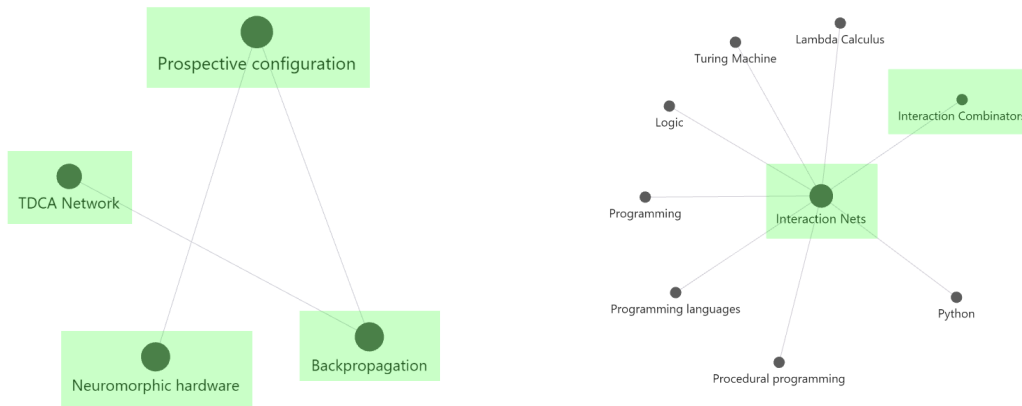 Prospective configuration
TDCA Network
Neuromorphic hardware
Backpropagation
Lambda Calculus
Turing Machine
Interaction Combinators
Logic
Programming
Interaction Nets
Programming languages
Python
Procedural programming